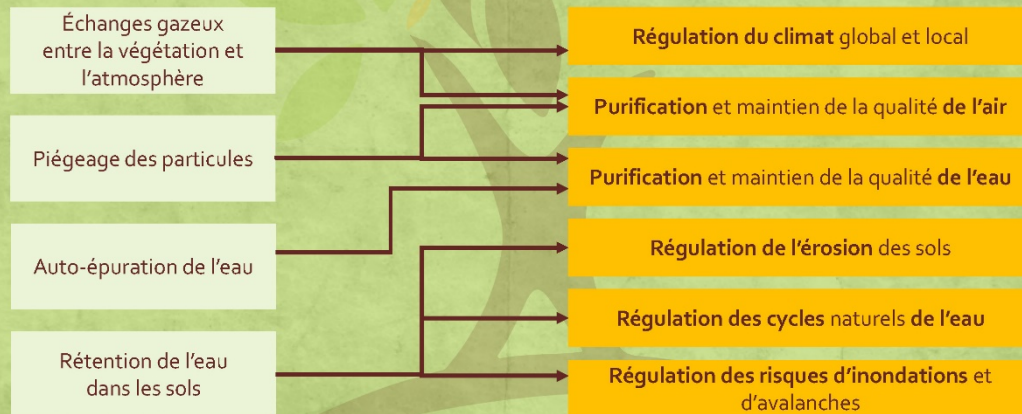 Échanges gazeux
entre la végétation et
l'atmosphère
Piégeage des particules
Auto-épuration de l'eau
Rétention de l'eau
dans les sols
Régulation du climat global et local
Purification et maintien de la qualité de l'air
Purification et maintien de la qualité de l'eau
Régulation de l'érosion des sols
Régulation des cycles naturels de l'eau
Régulation des risques d'inondations et
d'avalanches